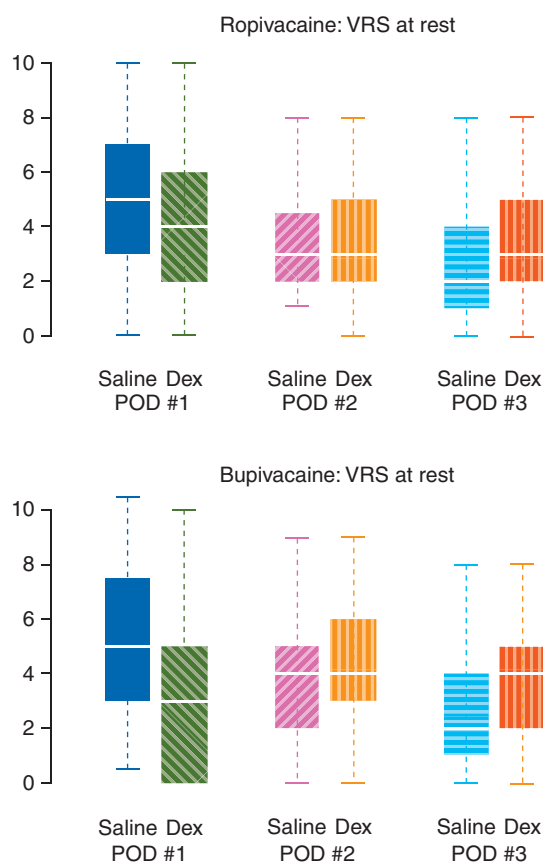 Ropivacaine: VRS at rest
10
8
6
4
2
0
Saline Dex Saline Dex Saline Dex
POD #1 POD #2 POD #3
Bupivacaine: VRS at rest
10
8
6
4
2
0
Saline Dex Saline Dex Saline Dex
POD #1 POD #2 POD #3